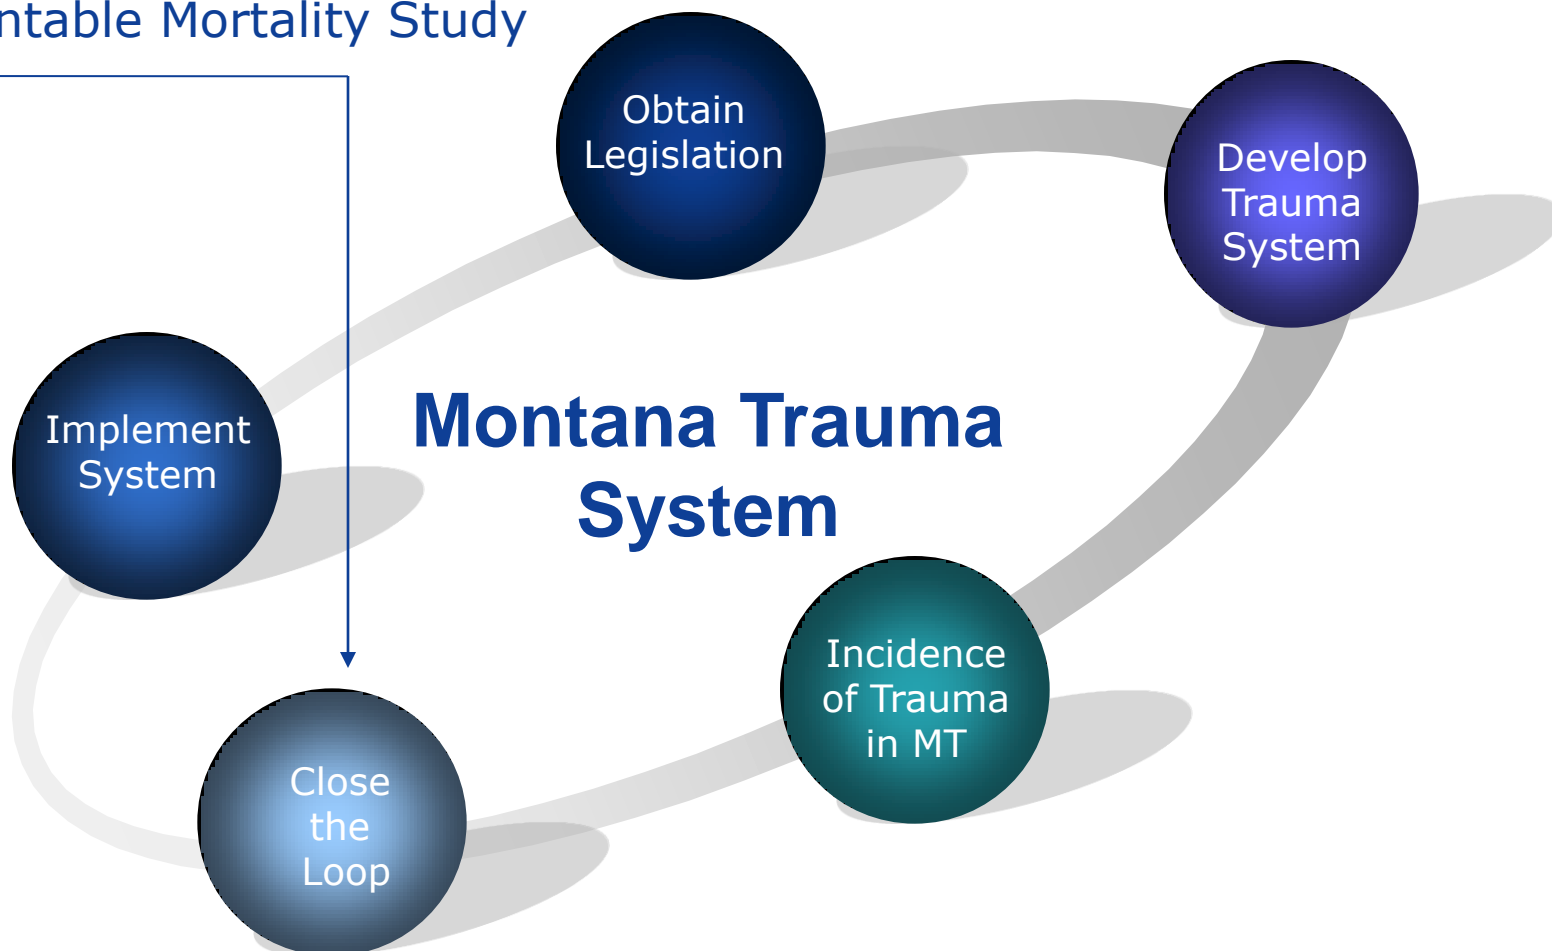 Mortality Study
Obtain
Legislation
Develop
Trauma
System
Implement
System
Montana Trauma
System
Incidence
of Trauma
in MT
Close
the
Loop